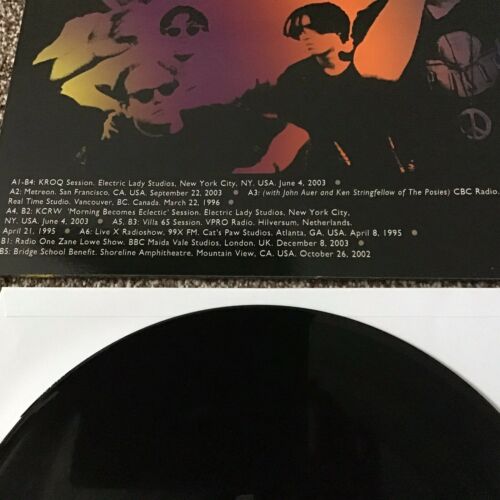 A1-B4: KROQ Session. Electric Lady Studios, New York City, NY. USA. June 4, 2003 •
A2: Metreon. San Francisco, CA. USA. September 22, 2003 • A3: (with John Auer and Ken Stringfellow of The Posies) CBC Radio.
Real Time Studio. Vancouver, BC. Canada. March 22, 1996 •
A4, B2: KCRW 'Morning Becomes Eclectic' Session. Electric Lady Studios, New York City,
NY. USA. June 4, 2003 • A5, B3: Villa 65 Session. VPRO Radio. Hilversum, Netherlands.
April 21, 1995 • A6: Live X Radioshow, 99X FM. Cat's Paw Studios. Atlanta, GA. USA. April 8, 1995 •
B1: Radio One Zane Lowe Show. BBC Maida Vale Studios, London. UK. December 8, 2003 •
B5: Bridge School Benefit. Shoreline Amphitheatre. Mountain View, CA. USA. October 26, 2002